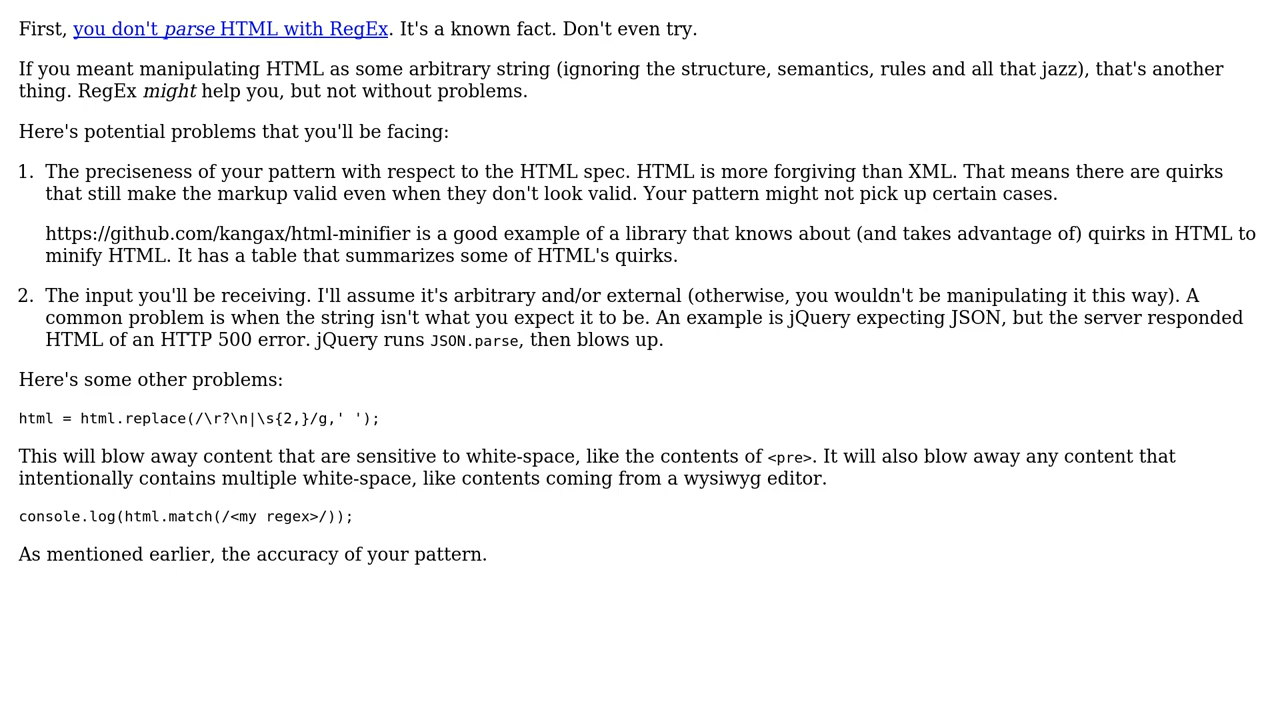 First, you don't parse HTML with RegEx. It's a known fact. Don't even try.
If you meant manipulating HTML as some arbitrary string (ignoring the structure, semantics, rules and all that jazz), that's another
thing. RegEx might help you, but not without problems.
Here's potential problems that you'll be facing:
1. The preciseness of your pattern with respect to the HTML spec. HTML is more forgiving than XML. That means there are quirks
that still make the markup valid even when they don't look valid. Your pattern might not pick up certain cases.
https://github.com/kangax/html-minifier is a good example of a library that knows about (and takes advantage of) quirks in HTML to
minify HTML. It has a table that summarizes some of HTML's quirks.
2. The input you'll be receiving. I'll assume it's arbitrary and/or external (otherwise, you wouldn't be manipulating it this way). A
common problem is when the string isn't what you expect it to be. An example is jQuery expecting JSON, but the server responded
HTML of an HTTP 500 error. jQuery runs JSON.parse, then blows up.
Here's some other problems:
html = html.replace(/\r?\n|\s{2,}/g,' ');
This will blow away content that are sensitive to white-space, like the contents of <pre>. It will also blow away any content that
intentionally contains multiple white-space, like contents coming from a wysiwyg editor.
console.log(html.match(/<my regex>/));
As mentioned earlier, the accuracy of your pattern.